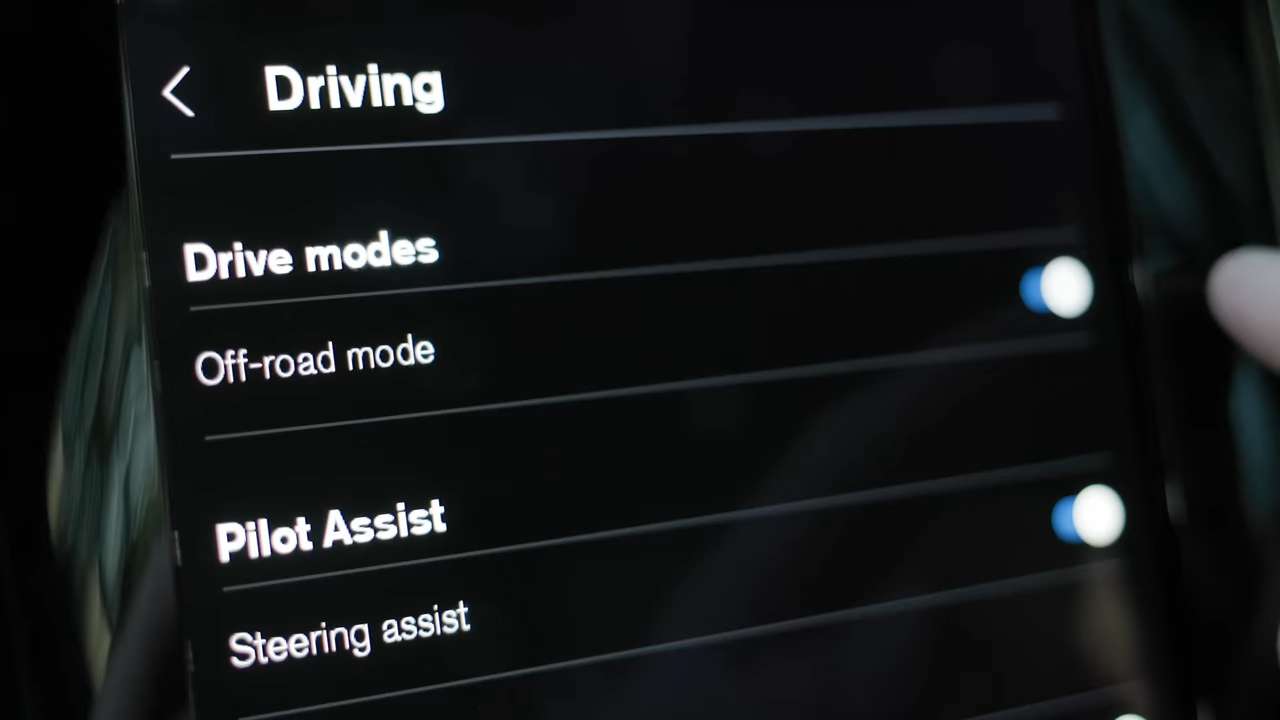 Driving
Drive modes
Off-road mode
Pilot Assist
Steering assist